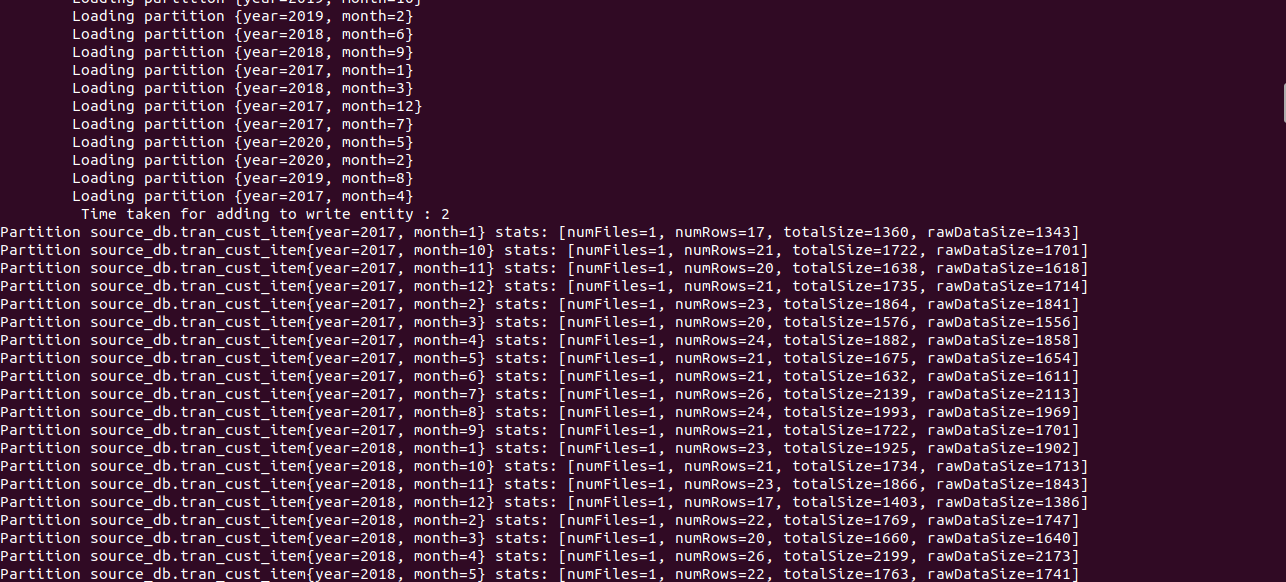 Loading partition {year=2019, month=10}
Loading partition {year=2019, month=2}
Loading partition {year=2018, month=6}
Loading partition {year=2018, month=9}
Loading partition {year=2017, month=1}
Loading partition {year=2018, month=3}
Loading partition {year=2017, month=12}
Loading partition {year=2017, month=7}
Loading partition {year=2020, month=5}
Loading partition {year=2020, month=2}
Loading partition {year=2019, month=8}
Loading partition {year=2017, month=4}
Time taken for adding to write entity : 2
Partition source_db.tran_cust_item{year=2017, month=1} stats: [numFiles=1, numRows=17, totalSize=1360, rawDataSize=1343]
Partition source_db.tran_cust_item{year=2017, month=10} stats: [numFiles=1, numRows=21, totalSize=1722, rawDataSize=1701]
Partition source_db.tran_cust_item{year=2017, month=11} stats: [numFiles=1, numRows=20, totalSize=1638, rawDataSize=1618]
Partition source_db.tran_cust_item{year=2017, month=12} stats: [numFiles=1, numRows=21, totalSize=1735, rawDataSize=1714]
Partition source_db.tran_cust_item{year=2017, month=2} stats: [numFiles=1, numRows=23, totalSize=1864, rawDataSize=1841]
Partition source_db.tran_cust_item{year=2017, month=3} stats: [numFiles=1, numRows=20, totalSize=1576, rawDataSize=1556]
Partition source_db.tran_cust_item{year=2017, month=4} stats: [numFiles=1, numRows=24, totalSize=1882, rawDataSize=1858]
Partition source_db.tran_cust_item{year=2017, month=5} stats: [numFiles=1, numRows=21, totalSize=1675, rawDataSize=1654]
Partition source_db.tran_cust_item{year=2017, month=6} stats: [numFiles=1, numRows=21, totalSize=1632, rawDataSize=1611]
Partition source_db.tran_cust_item{year=2017, month=7} stats: [numFiles=1, numRows=26, totalSize=2139, rawDataSize=2113]
Partition source_db.tran_cust_item{year=2017, month=8} stats: [numFiles=1, numRows=24, totalSize=1993, rawDataSize=1969]
Partition source_db.tran_cust_item{year=2017, month=9} stats: [numFiles=1, numRows=21, totalSize=1722, rawDataSize=1701]
Partition source_db.tran_cust_item{year=2018, month=1} stats: [numFiles=1, numRows=23, totalSize=1925, rawDataSize=1902]
Partition source_db.tran_cust_item{year=2018, month=10} stats: [numFiles=1, numRows=21, totalSize=1734, rawDataSize=1713]
Partition source_db.tran_cust_item{year=2018, month=11} stats: [numFiles=1, numRows=23, totalSize=1866, rawDataSize=1843]
Partition source_db.tran_cust_item{year=2018, month=12} stats: [numFiles=1, numRows=17, totalSize=1403, rawDataSize=1386]
Partition source_db.tran_cust_item{year=2018, month=2} stats: [numFiles=1, numRows=22, totalSize=1769, rawDataSize=1747]
Partition source_db.tran_cust_item{year=2018, month=3} stats: [numFiles=1, numRows=20, totalSize=1660, rawDataSize=1640]
Partition source_db.tran_cust_item{year=2018, month=4} stats: [numFiles=1, numRows=26, totalSize=2199, rawDataSize=2173]
Partition source_db.tran_cust_item{year=2018, month=5} stats: [numFiles=1, numRows=22, totalSize=1763, rawDataSize=1741]